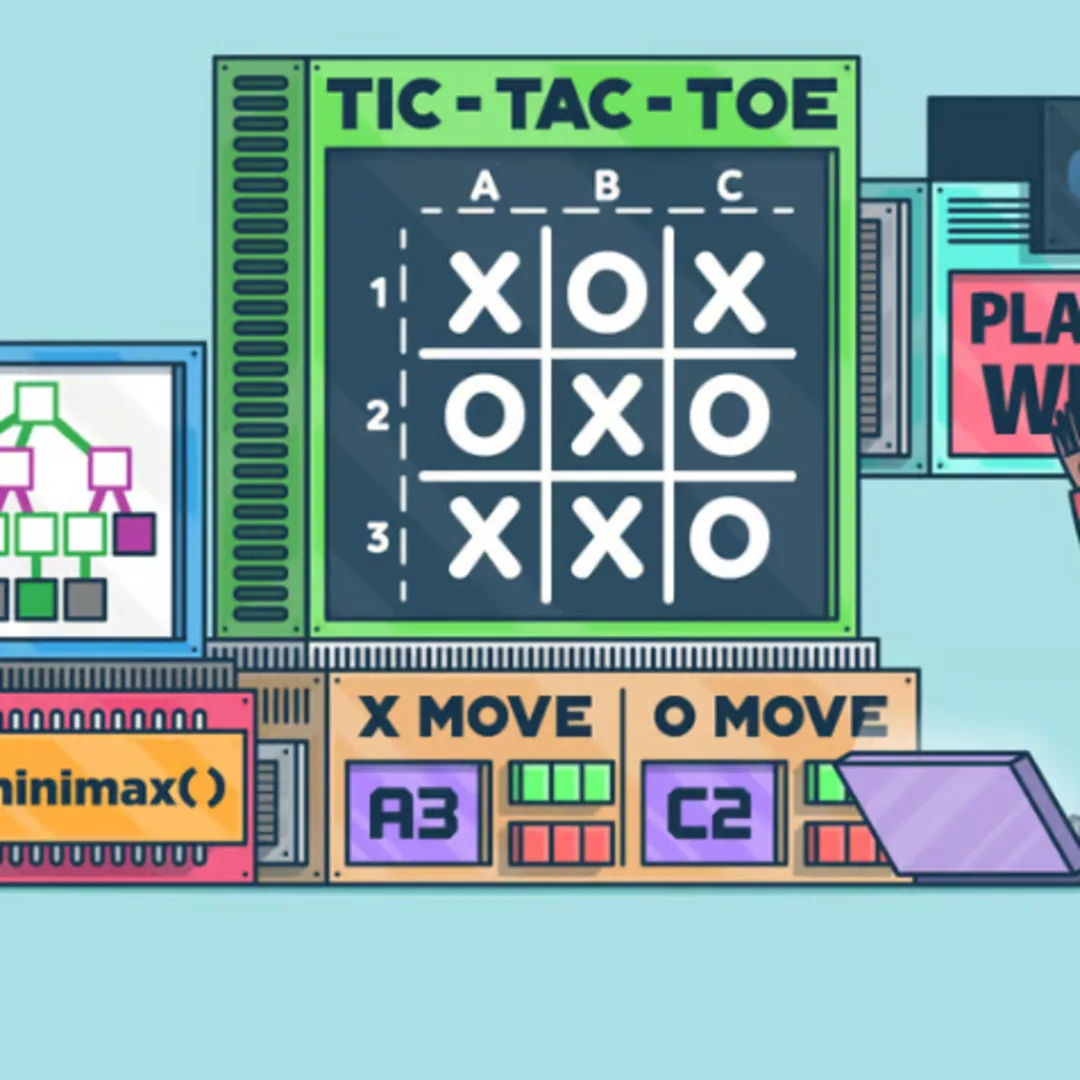 TIC - TAC - TOE
A B C
1 X O X
2 O X O
3 X X O
X MOVE
O MOVE
A3
C2